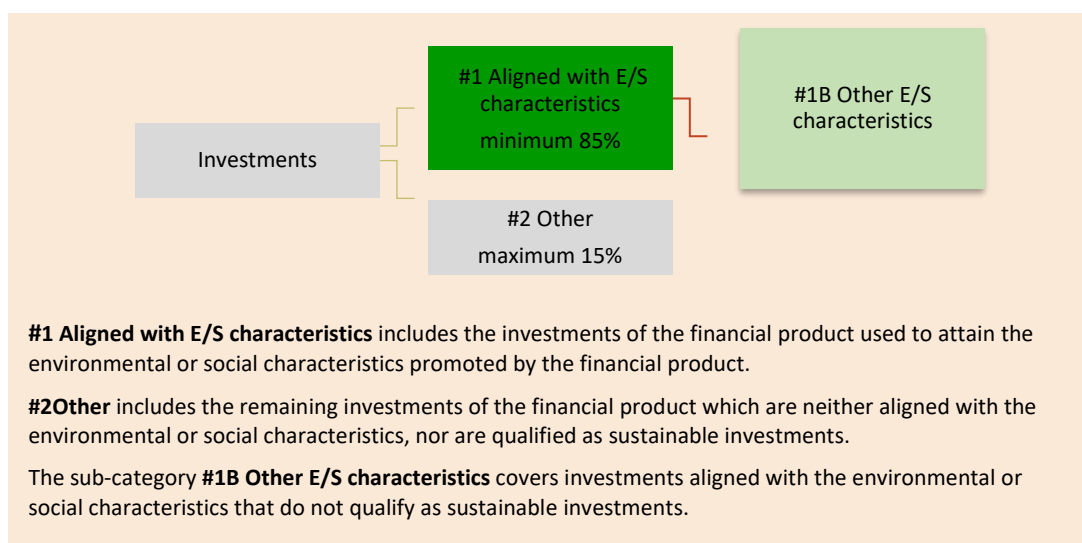 Investments
#1 Aligned with E/S
characteristics
minimum 85%
#1B Other E/S
characteristics
#2 Other
maximum 15%
#1 Aligned with E/S characteristics includes the investments of the financial product used to attain the
environmental or social characteristics promoted by the financial product.
#2Other includes the remaining investments of the financial product which are neither aligned with the
environmental or social characteristics, nor are qualified as sustainable investments.
The sub-category #1B Other E/S characteristics covers investments aligned with the environmental or
social characteristics that do not qualify as sustainable investments.